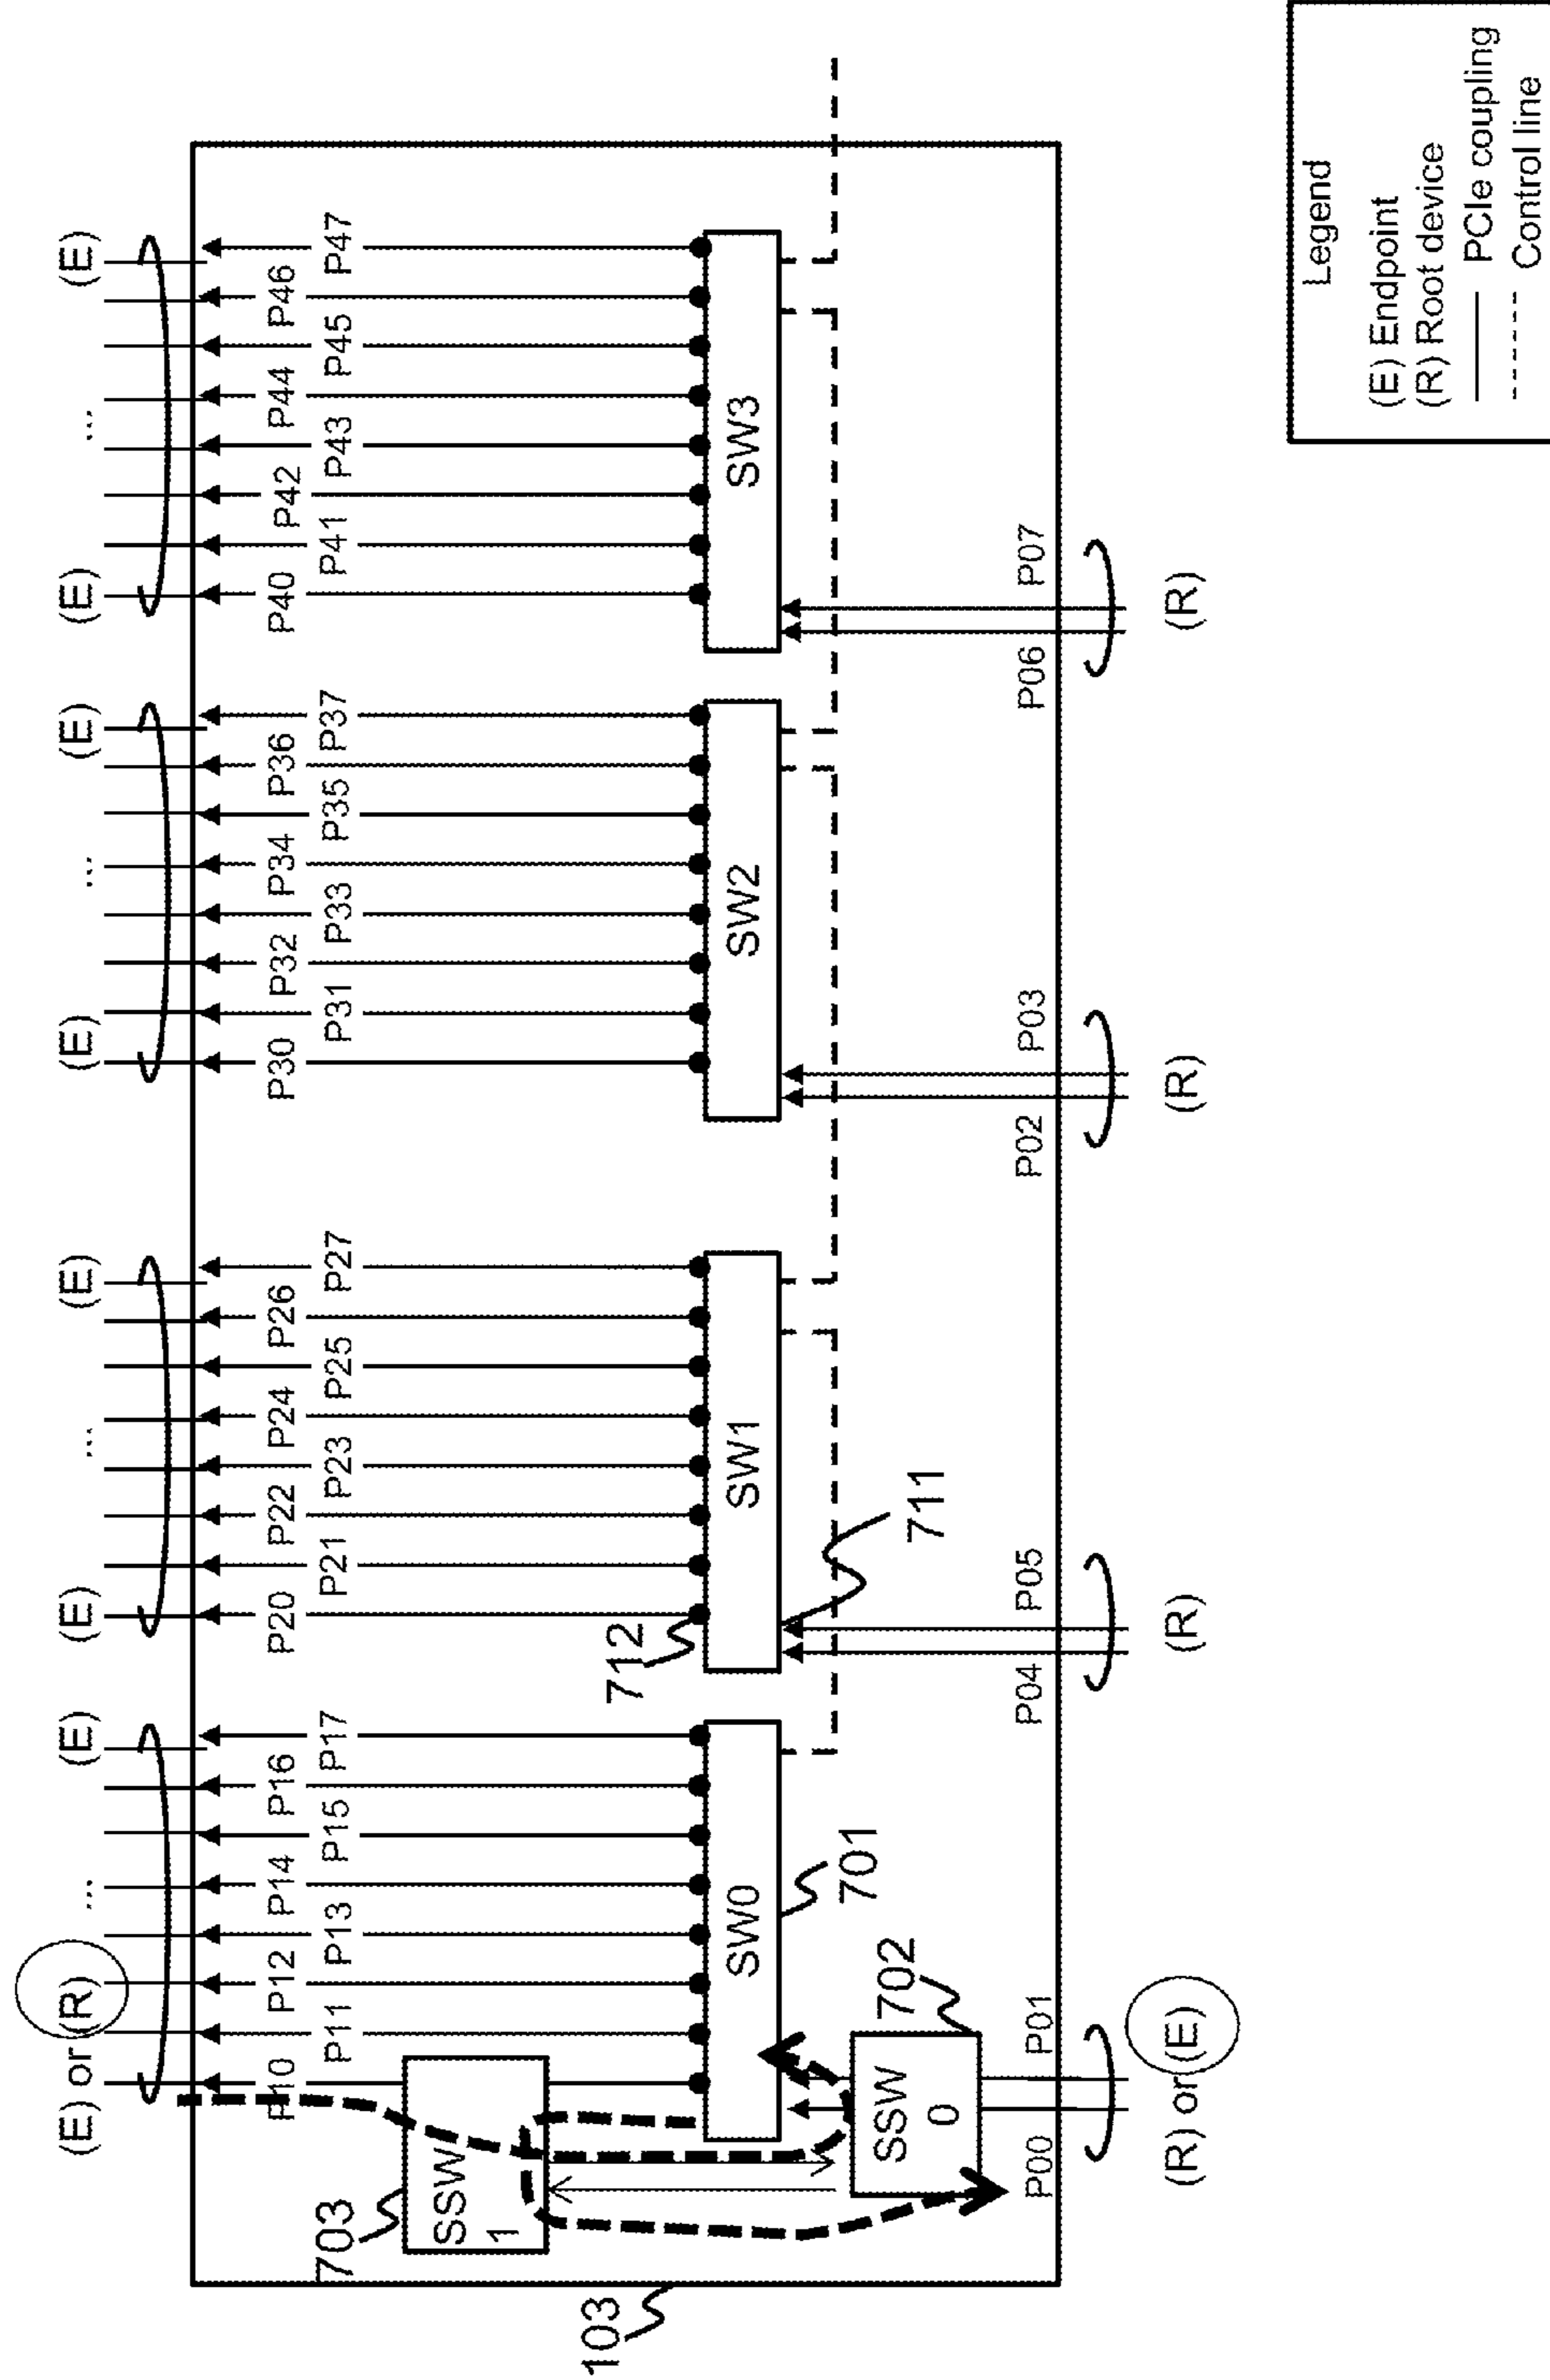 (E) or (R) ... (E)
(E) ... (E)
(E) ... (E)
(E) ... (E)
P10 P12 P14 P16
P11 P13 P15 P17
P20 P22 P24 P26
P21 P23 P25 P27
P30 P32 P34 P36
P31 P33 P35 P37
P40 P42 P44 P46
P41 P43 P45 P47
703
SSW
1
103
712
SW0
SW1
SW2
SW3
701
711
702
SSW
0
P00 P01
P04 P05
P02 P03
P06 P07
(R) or (E)
(R)
(R)
(R)
Legend
(E) Endpoint
(R) Root device
PCIe coupling
Control line